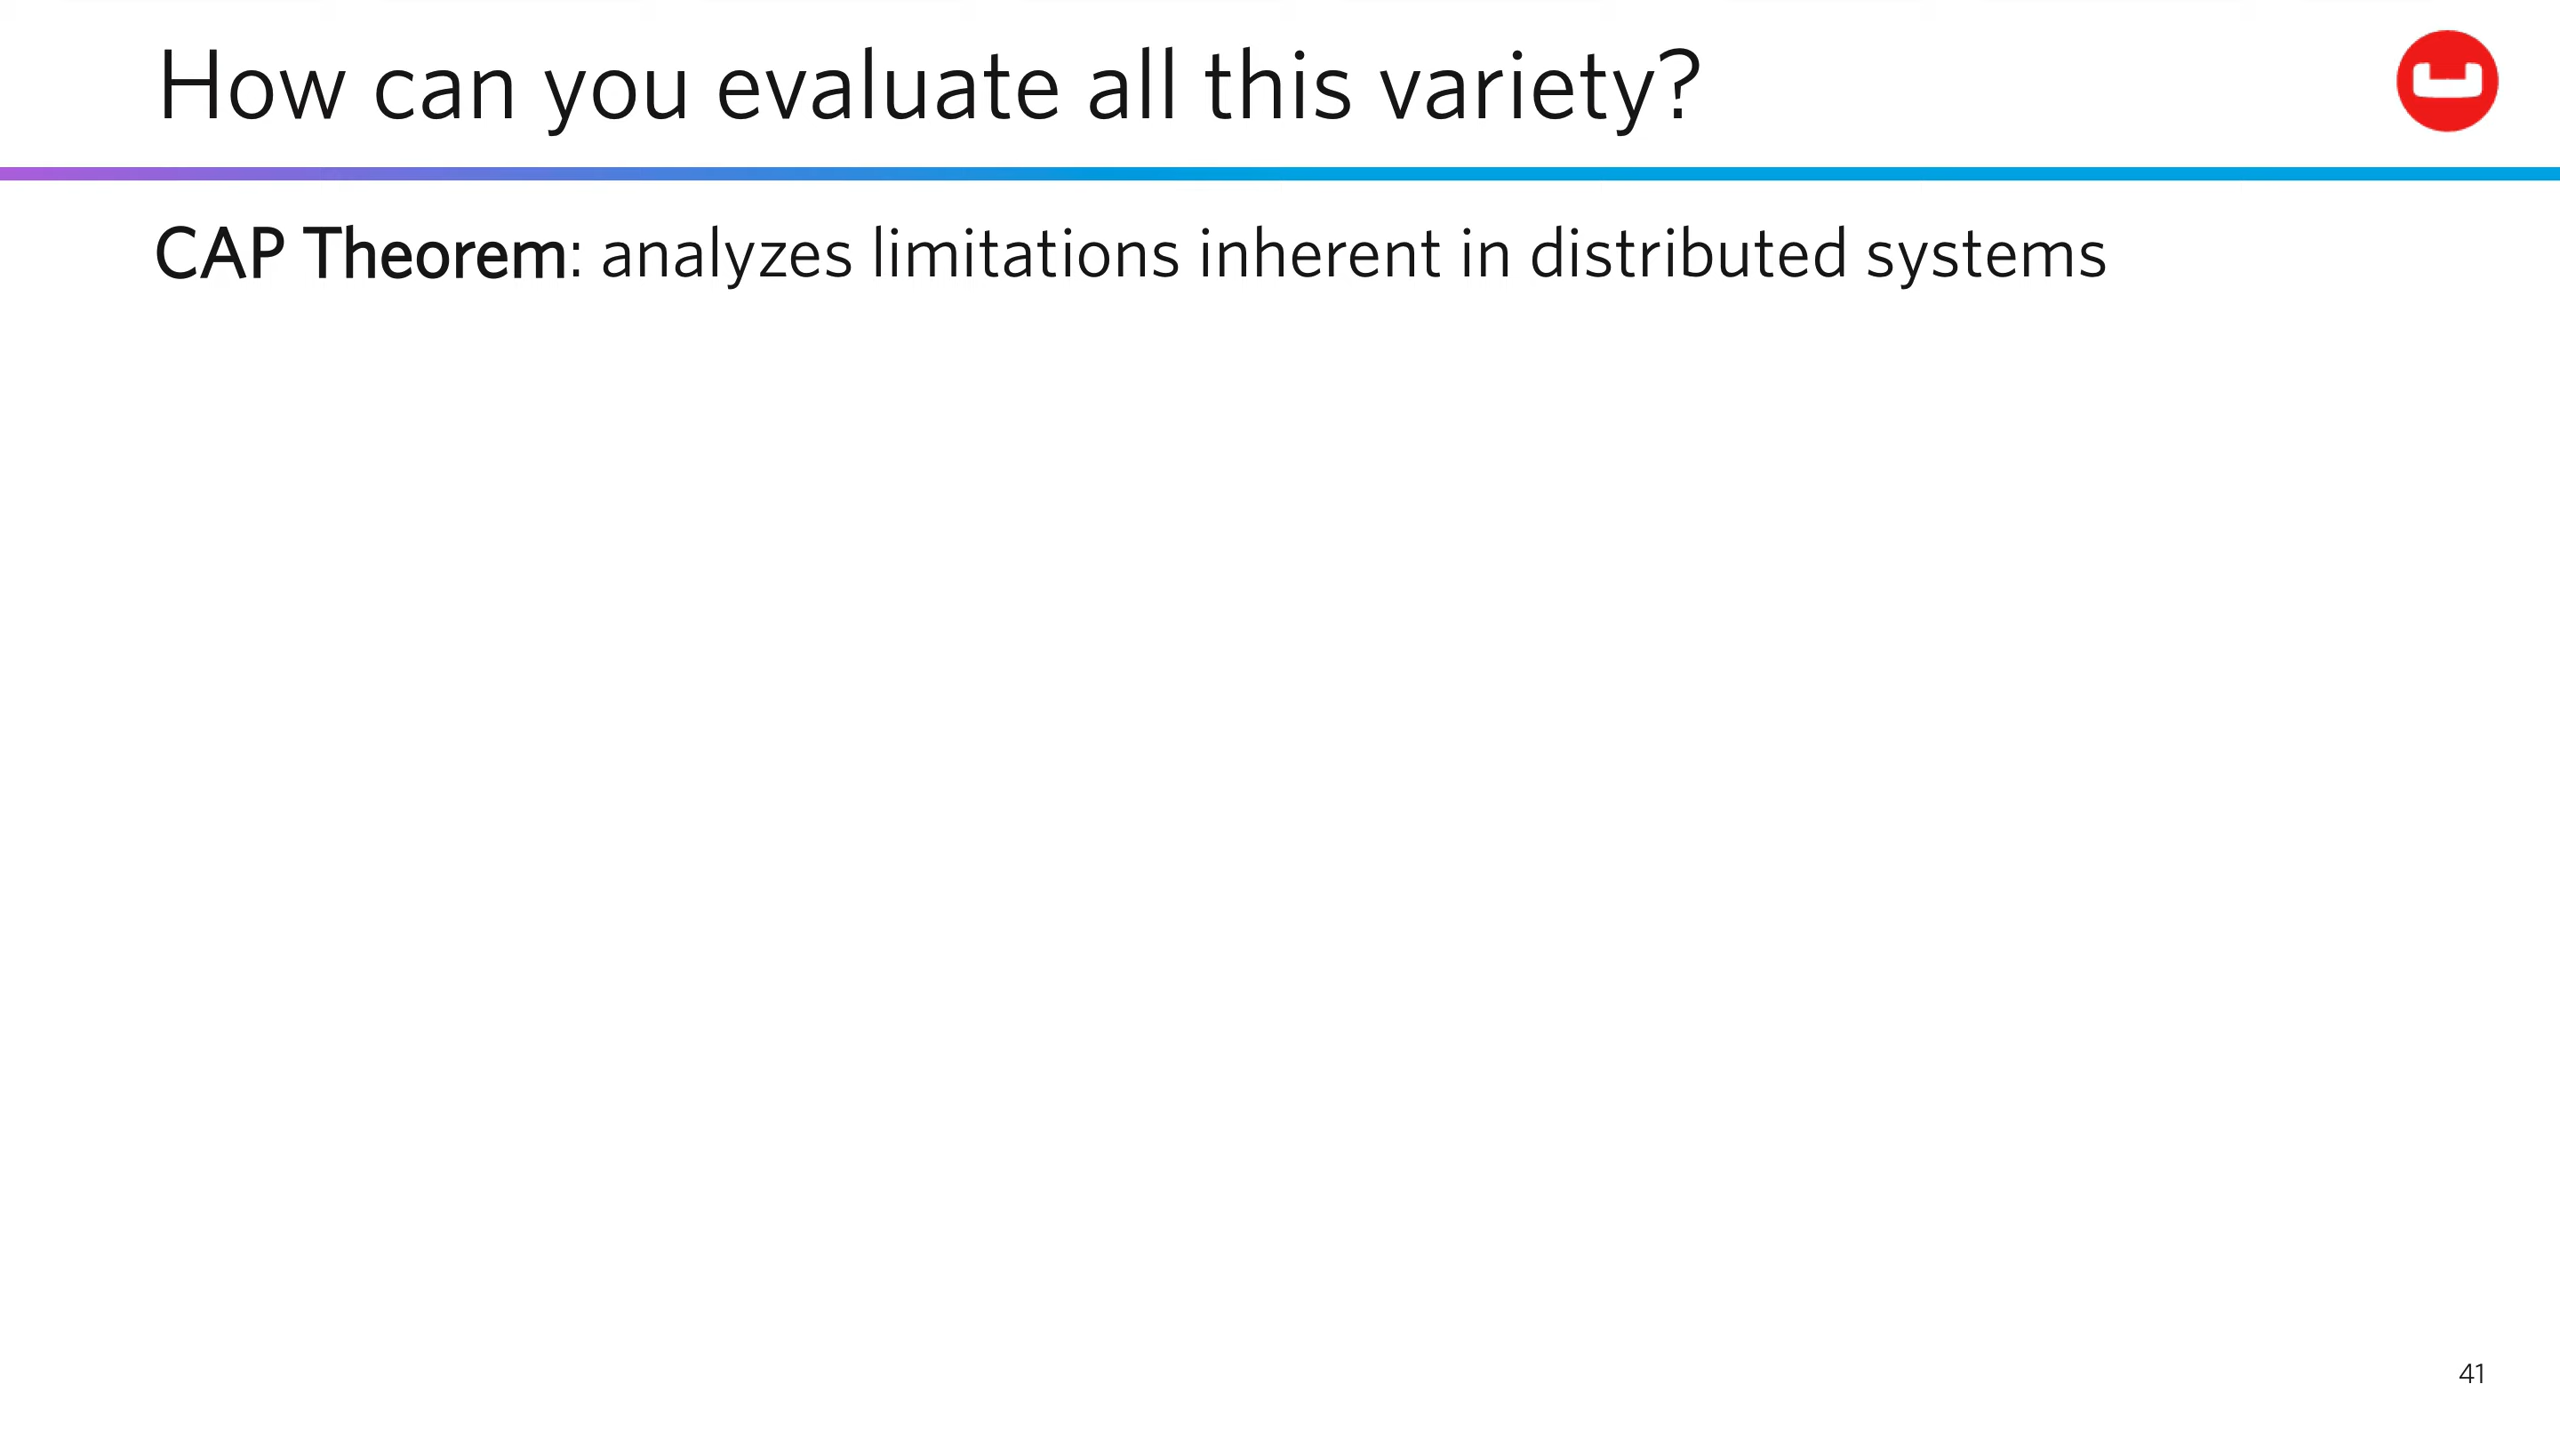 How can you evaluate all this variety?
CAP Theorem: analyzes limitations inherent in distributed systems
41